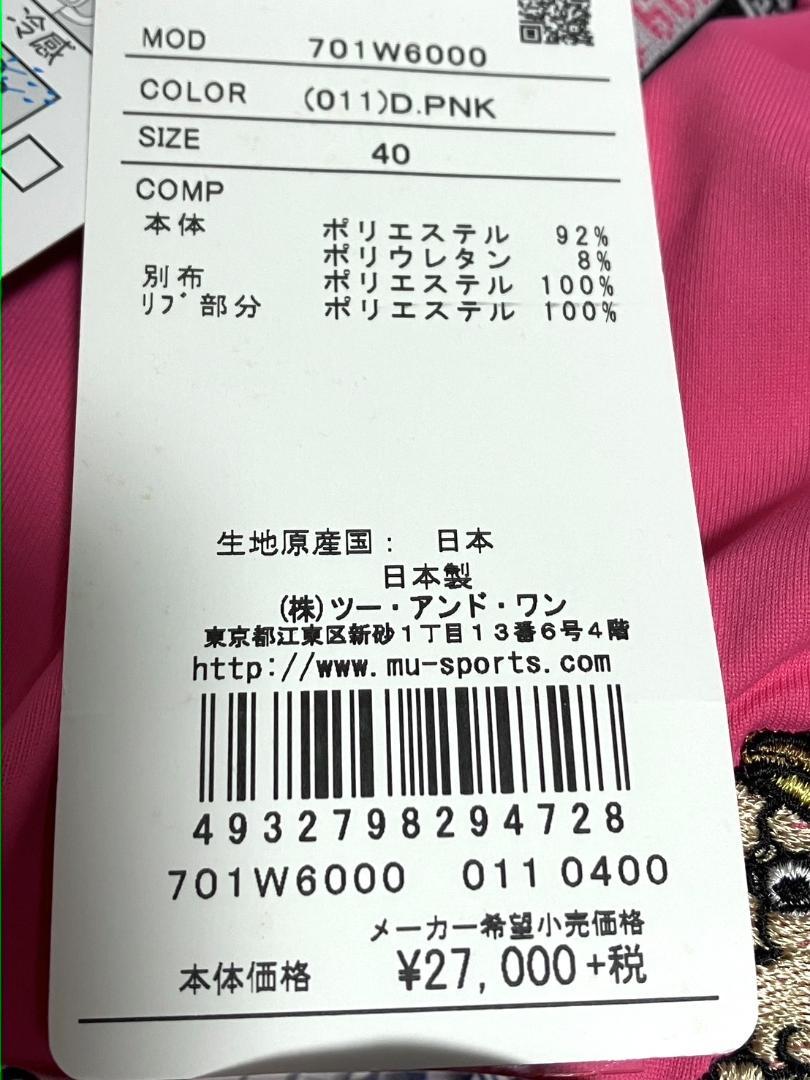 冷感
MOD 701W6000
COLOR (011)D.PNK
SIZE 40
COMP
本体 ポリエステル 92%
ポリウレタン 8%
別布 ポリエステル 100%
リブ部分 ポリエステル 100%
生地原産国： 日本
日本製
(株)ツー・アンド・ワン
東京都江東区新砂１丁目１３番６号４階
http://www.mu-sports.com
4932798294728
701W6000 011 0400
メーカー希望小売価格
本体価格 ¥27,000+税